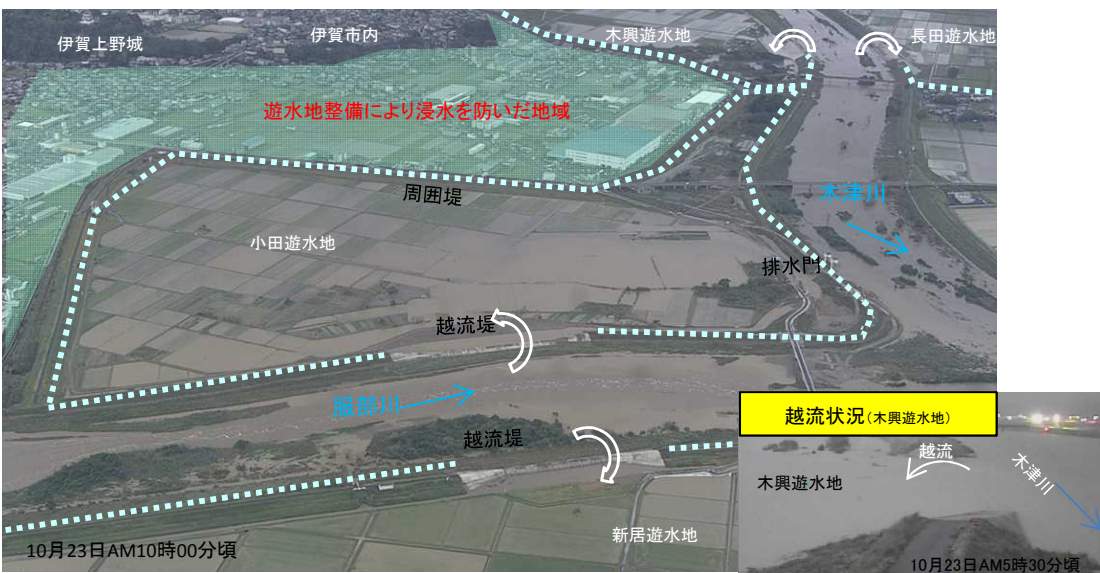 伊賀上野城
伊賀市内
木興遊水地
長田遊水地
遊水地整備により浸水を防いだ地域
周囲堤
木津川
小田遊水地
排水門
越流堤
服部川
越流堤
新居遊水地
10月23日AM10時00分頃
越流状況(木興遊水地)
越流
木津川
木興遊水地
10月23日AM5時30分頃